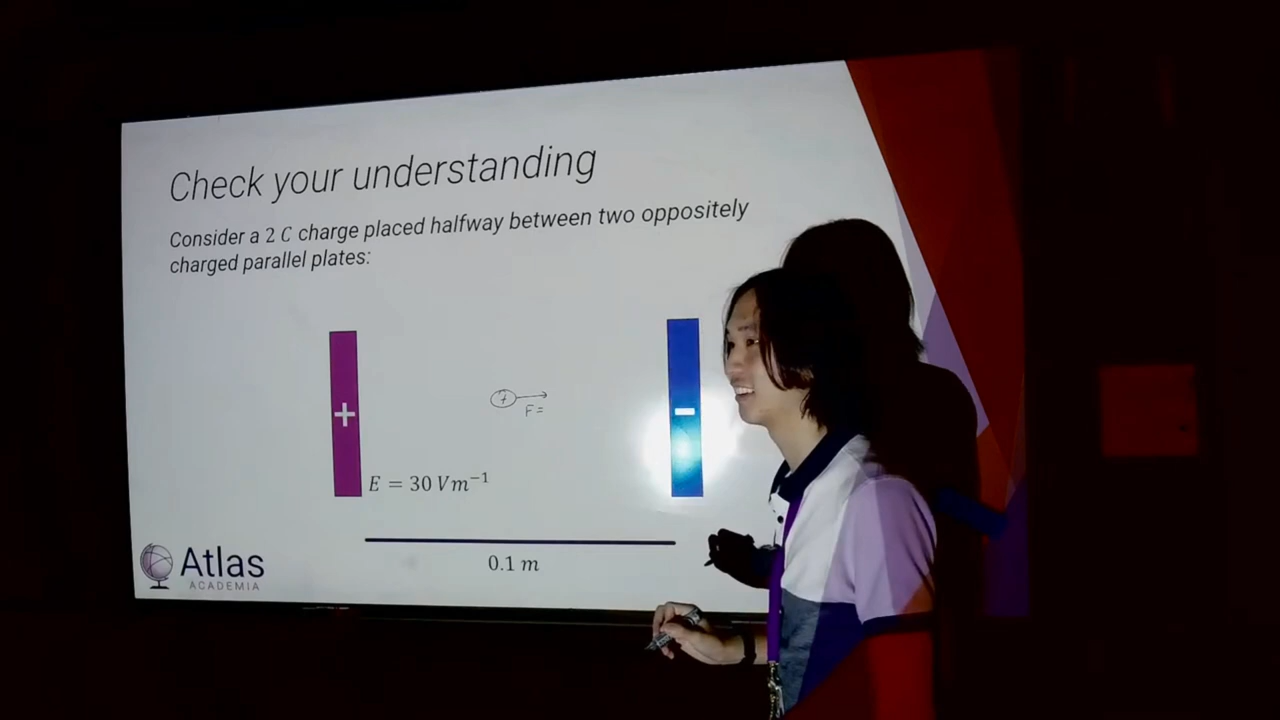 Check your understanding
Consider a 2 C charge placed halfway between two oppositely
charged parallel plates:
+
F =
−
E = 30 Vm⁻¹
0.1 m
Atlas
ACADEMIA